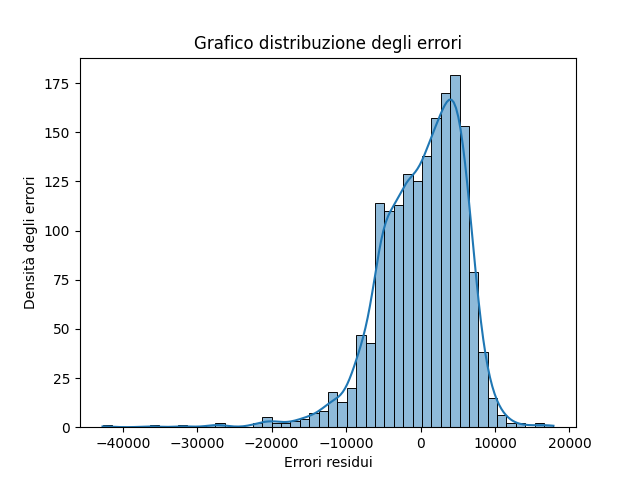 Grafico distribuzione degli errori
Densità degli errori
175
150
125
100
75
50
25
0
−40000 −30000 −20000 −10000 0 10000 20000
Errori residui